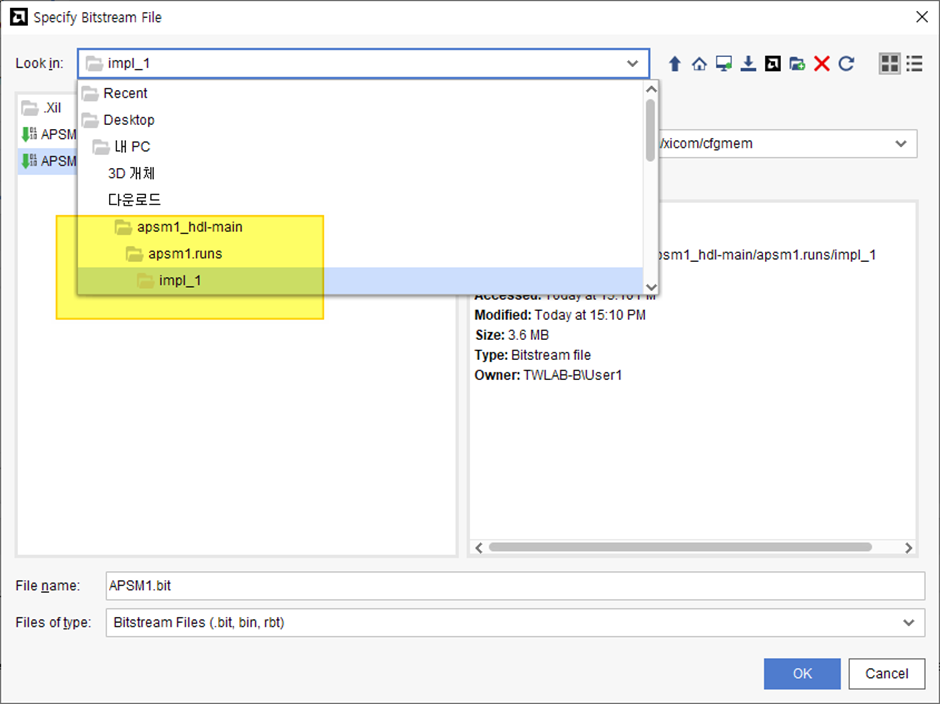 Specify Bitstream File
Look in: impl_1
Recent
.Xil
Desktop
APSM
/xicom/cfgmem
내 PC
APSM
3D 개체
다운로드
apsm1_hdl-main
apsm1.runs
osm1_hdl-main/apsm1.runs/impl_1
impl_1
Accessed: Today at 15:10 PM
Modified: Today at 15:10 PM
Size: 3.6 MB
Type: Bitstream file
Owner: TWLAB-B\User1
File name: APSM1.bit
Files of type: Bitstream Files (.bit, bin, rbt)
OK Cancel